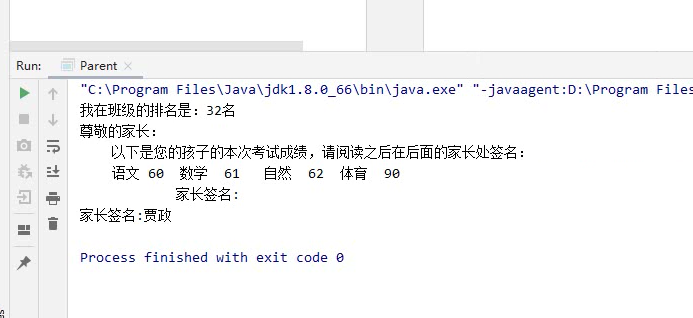 Run: Parent
"C:\Program Files\Java\jdk1.8.0_66\bin\java.exe" "-javaagent:D:\Program Files
我在班级的排名是：32名
尊敬的家长：
以下是您的孩子的本次考试成绩，请阅读之后在后面的家长处签名：
语文 60 数学 61 自然 62 体育 90
家长签名：
家长签名:贾政
Process finished with exit code 0